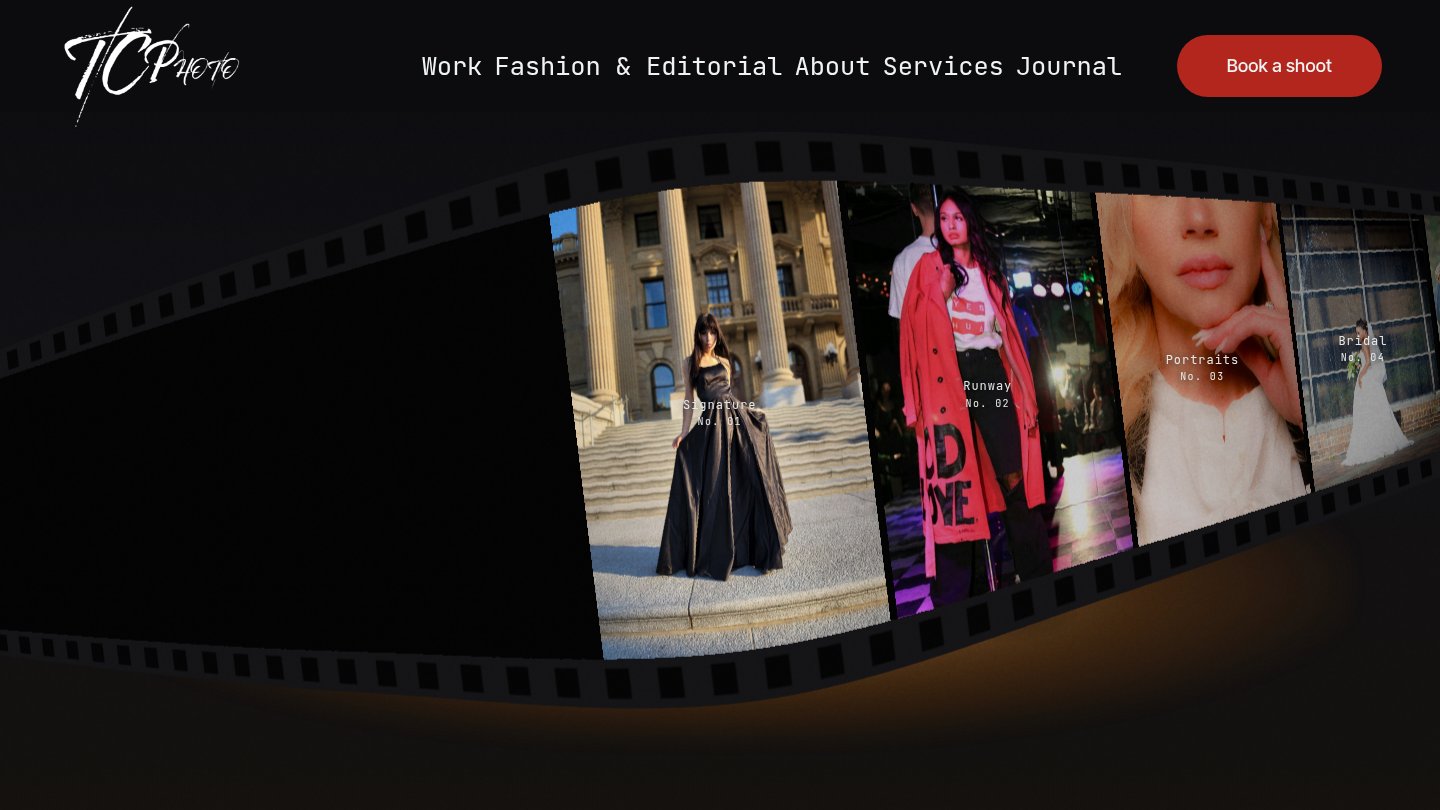 TCPHOTO
Work Fashion & Editorial About Services Journal
Book a shoot
Signature
No. 01
Runway
No. 02
Portraits
No. 03
Bridal
No. 04